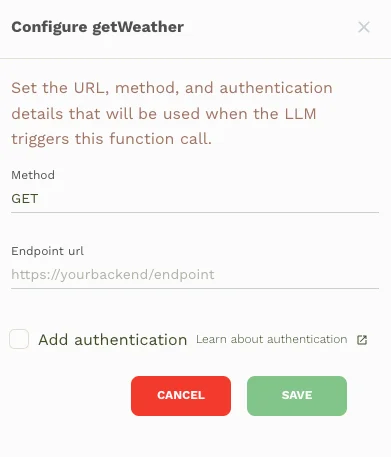 Configure getWeather
Set the URL, method, and authentication
details that will be used when the LLM
triggers this function call.
Method
GET
Endpoint url
https://yourbackend/endpoint
Add authentication Learn about authentication
CANCEL SAVE